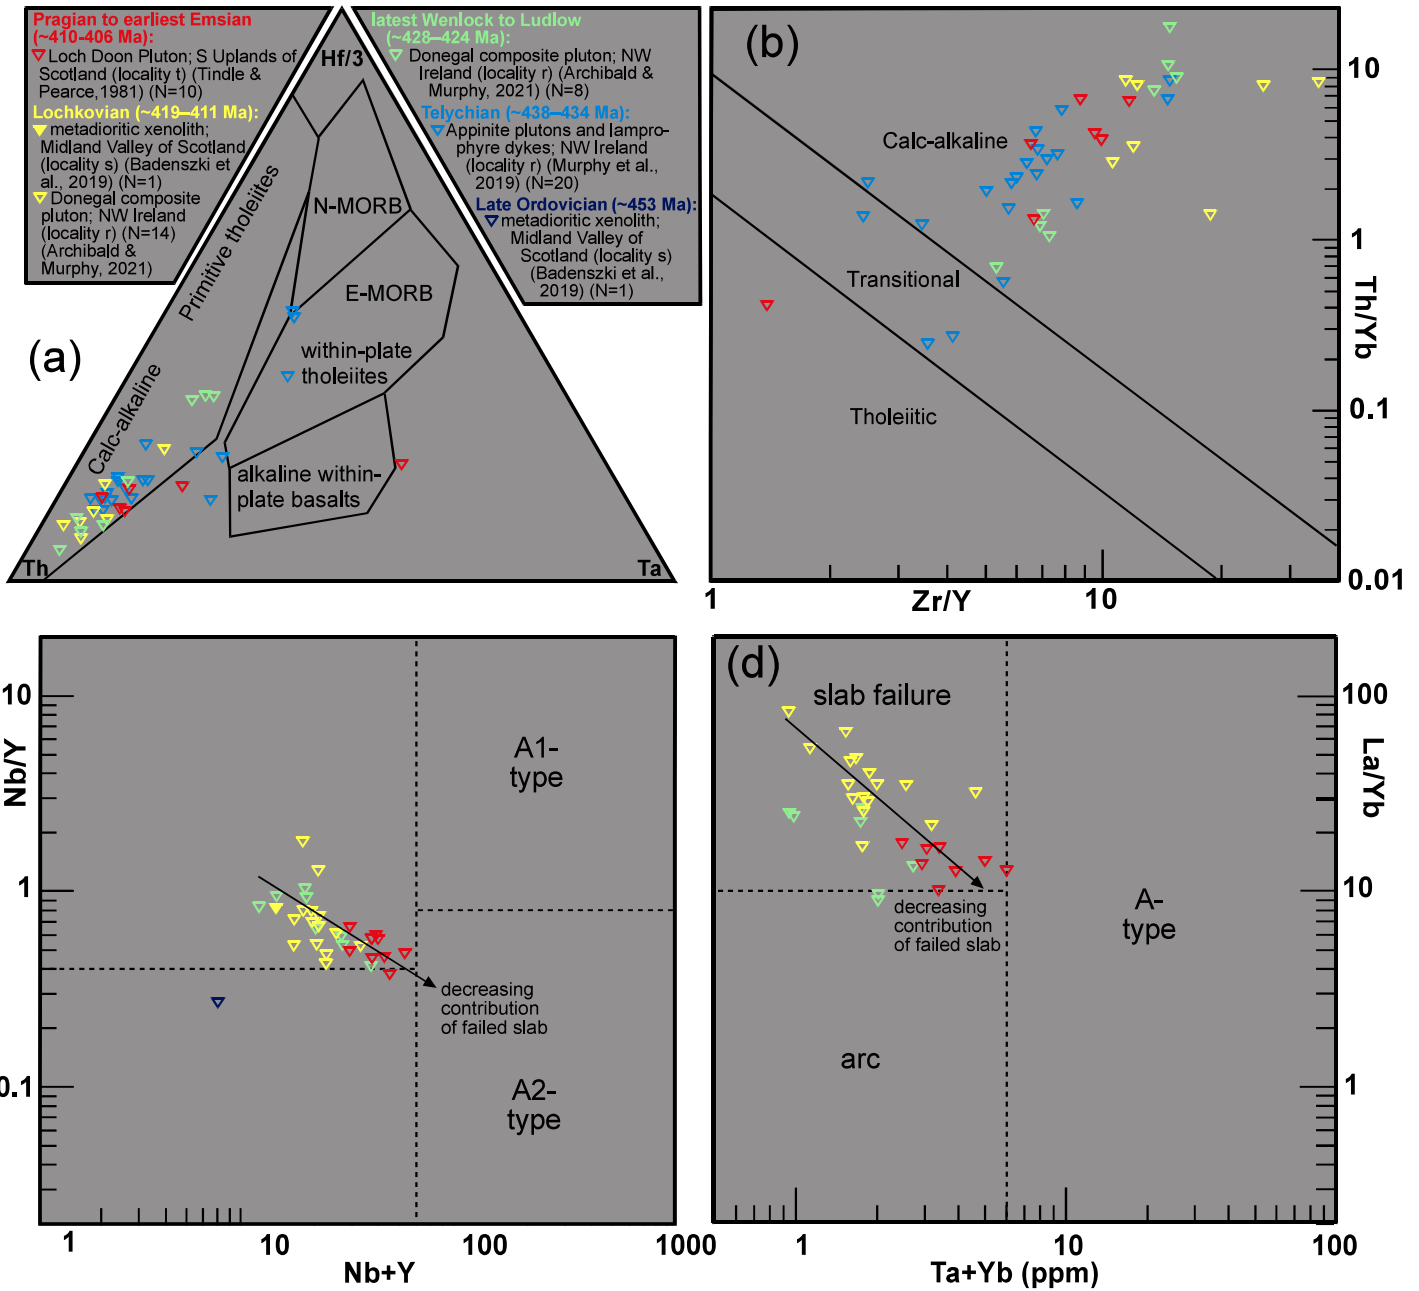 Pragian to earliest Emsian
(~410-406 Ma):
Loch Doon Pluton; S Uplands of
Scotland (locality t) (Tindle &
Pearce,1981) (N=10)
Lochkovian (~419–411 Ma):
metadioritic xenolith;
Midland Valley of Scotland
(locality s) (Badenszki et
al., 2019) (N=1)
Donegal composite
pluton; NW Ireland
(locality r) (N=14)
(Archibald &
Murphy, 2021)
latest Wenlock to Ludlow
(~428–424 Ma):
Donegal composite pluton; NW
Ireland (locality r) (Archibald &
Murphy, 2021) (N=8)
Telychian (~438–434 Ma):
Appinite plutons and lampro-
phyre dykes; NW Ireland
(locality r) (Murphy et al.,
2019) (N=20)
Late Ordovician (~453 Ma):
metadioritic xenolith;
Midland Valley of
Scotland (locality s)
(Badenszki et al.,
2019) (N=1)
(a)
Hf/3
Primitive tholeiites
N-MORB
E-MORB
within-plate
tholeiites
Calc-alkaline
alkaline within-
plate basalts
Th
Ta
(b)
Calc-alkaline
Transitional
Tholeiitic
10
1
0.1
0.01
Th/Yb
1
10
Zr/Y
10
1
0.1
Nb/Y
A1-
type
A2-
type
decreasing
contribution
of failed slab
1
10
100
1000
Nb+Y
(d)
slab failure
decreasing
contribution
of failed slab
A-
type
arc
100
10
1
La/Yb
1
10
100
Ta+Yb (ppm)